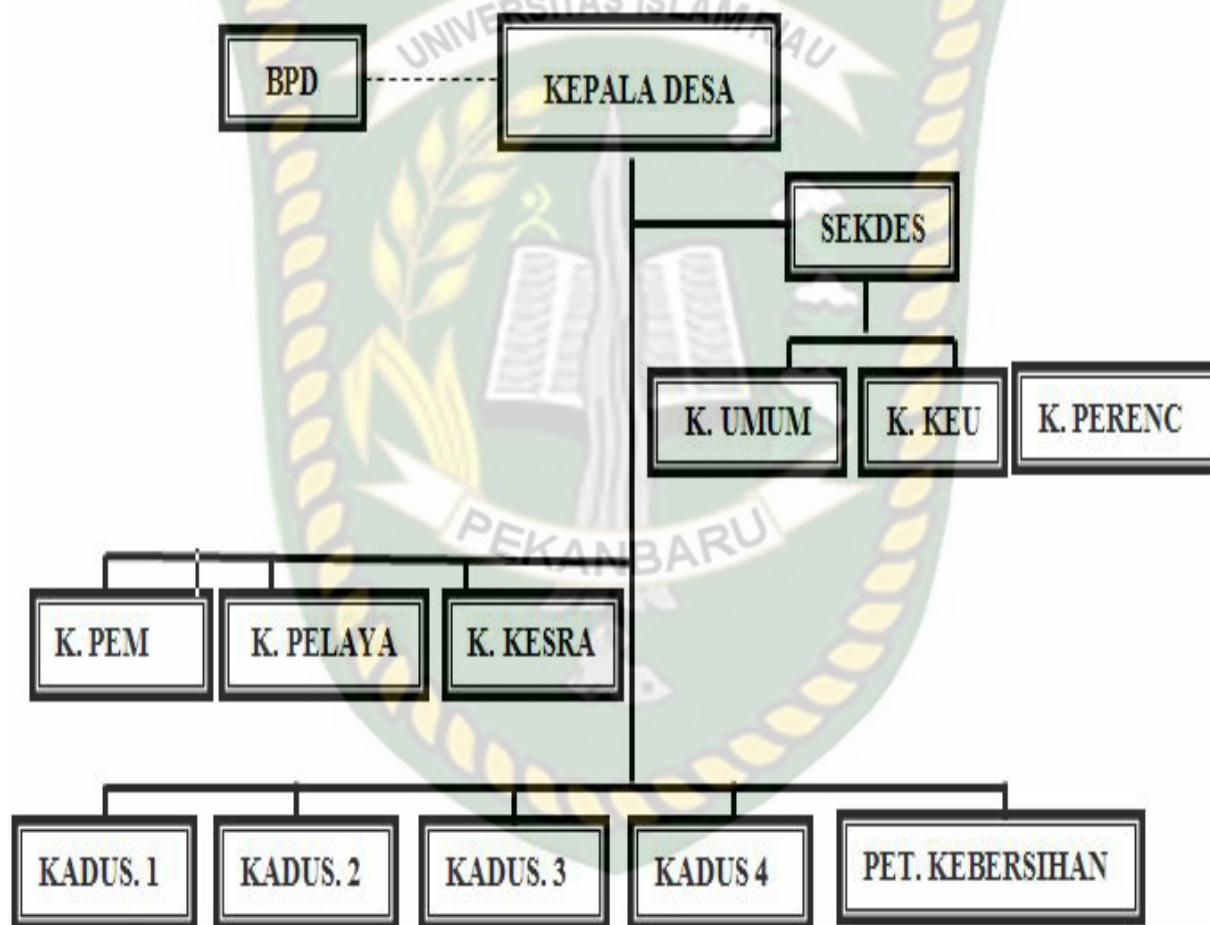 UNIVERSITAS ISLAM RIAU
BPD
KEPALA DESA
SEKDES
K. UMUM
K. KEU
K. PERENC
PEKANBARU
K. PEM
K. PELAYA
K. KESRA
KADUS. 1
KADUS. 2
KADUS. 3
KADUS 4
PET. KEBERSIHAN